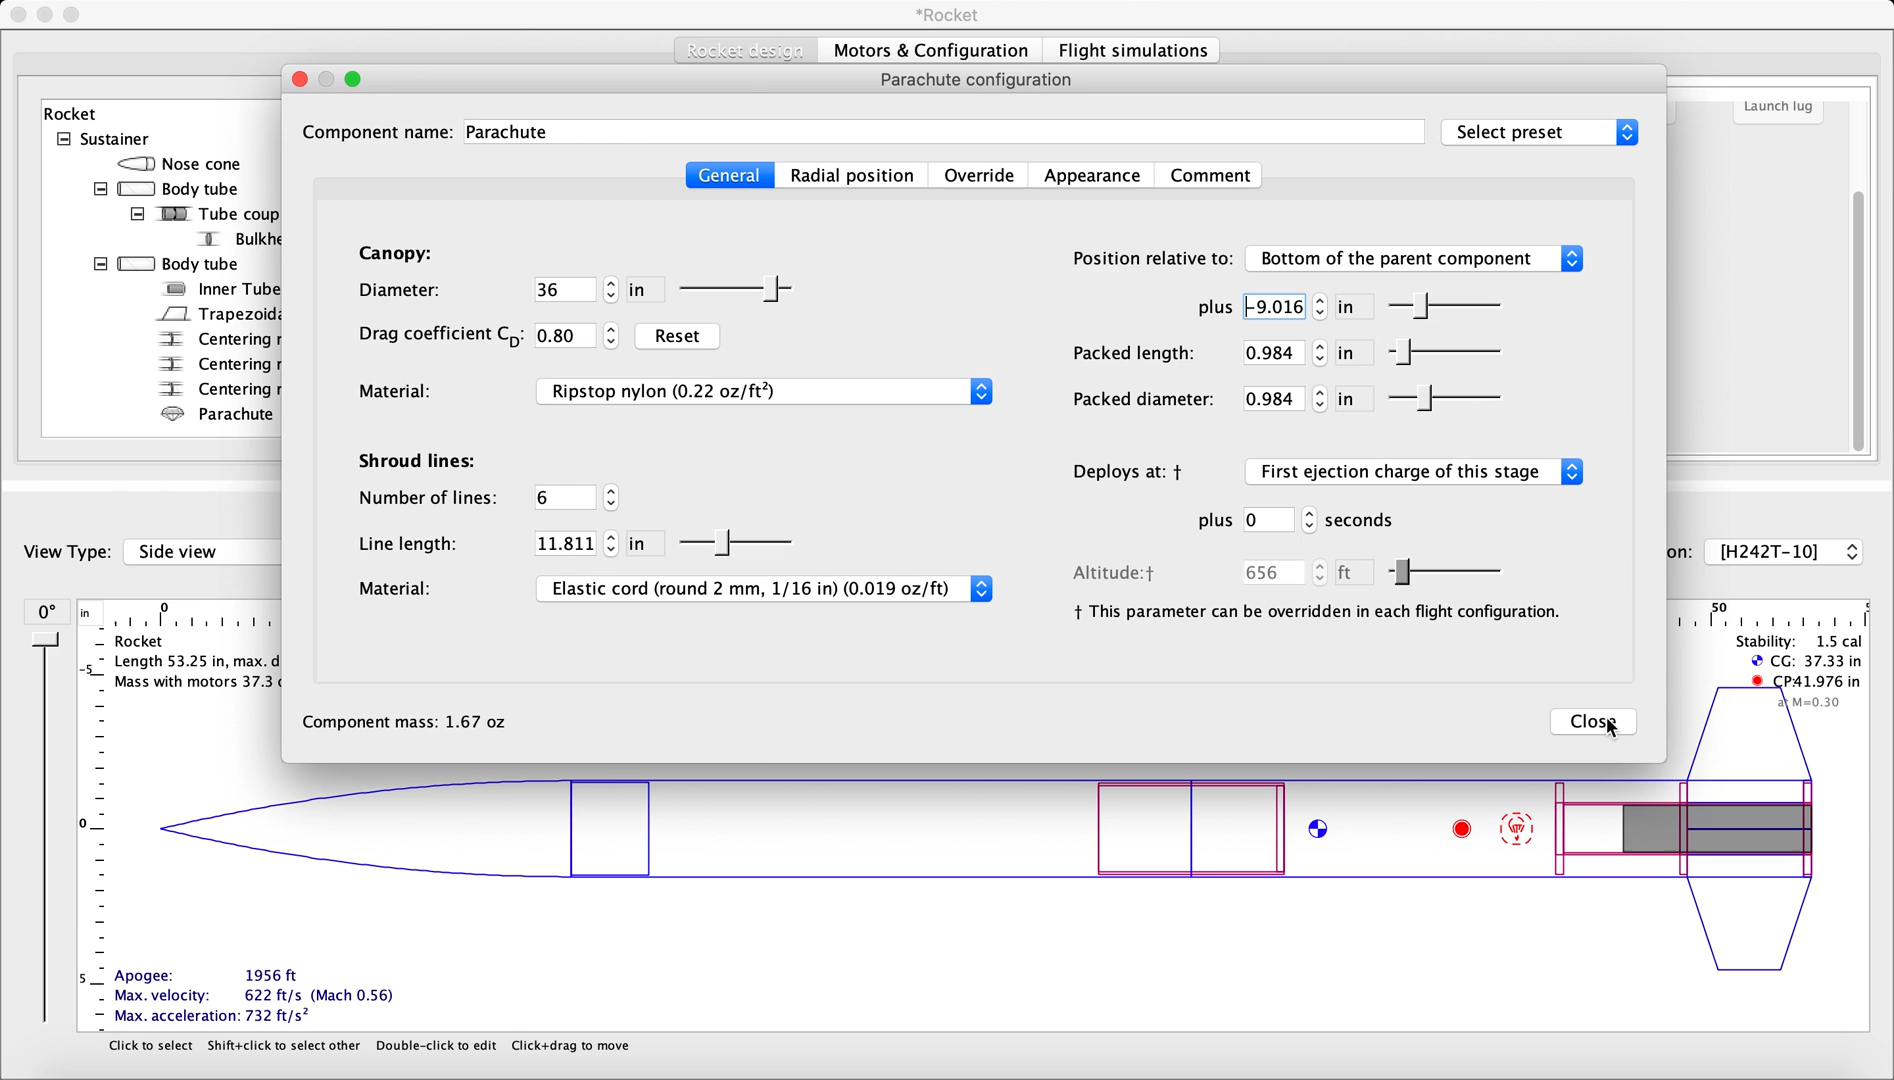 *Rocket
Rocket design Motors & Configuration Flight simulations
Parachute configuration
Rocket
Sustainer
Nose cone
Body tube
Tube coup
Bulkhe
Body tube
Inner Tube
Trapezoida
Centering r
Centering r
Centering r
Parachute
Launch lug
Component name: Parachute Select preset
General Radial position Override Appearance Comment
Canopy:
Diameter: 36 in
Drag coefficient CD: 0.80 Reset
Material: Ripstop nylon (0.22 oz/ft²)
Shroud lines:
Number of lines: 6
Line length: 11.811 in
Material: Elastic cord (round 2 mm, 1/16 in) (0.019 oz/ft)
Position relative to: Bottom of the parent component
plus -9.016 in
Packed length: 0.984 in
Packed diameter: 0.984 in
Deploys at: † First ejection charge of this stage
plus 0 seconds
Altitude:† 656 ft
† This parameter can be overridden in each flight configuration.
Component mass: 1.67 oz Close
View Type: Side view
on: [H242T-10]
0° in 0 50
Rocket
Length 53.25 in, max. d
Mass with motors 37.3
Stability: 1.5 cal
CG: 37.33 in
CP:41.976 in
at M=0.30
-5
0
5
Apogee: 1956 ft
Max. velocity: 622 ft/s (Mach 0.56)
Max. acceleration: 732 ft/s²
Click to select Shift+click to select other Double-click to edit Click+drag to move